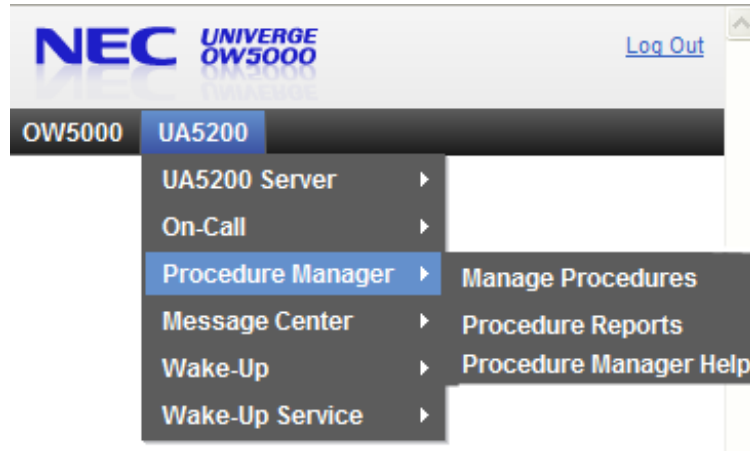 NEC UNIVERGE
OW5000
Log Out
OW5000 UA5200
UA5200 Server
On-Call
Procedure Manager Manage Procedures
Message Center Procedure Reports
Wake-Up Procedure Manager Help
Wake-Up Service